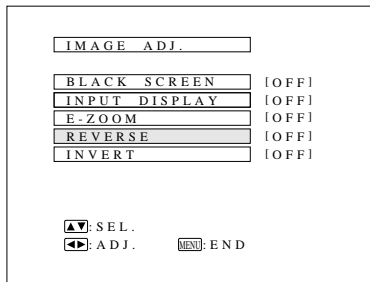 IMAGE ADJ.
BLACK SCREEN [OFF]
INPUT DISPLAY [OFF]
E-ZOOM [OFF]
REVERSE [OFF]
INVERT [OFF]
▲▼:SEL.
◀▶:ADJ. MENU:END